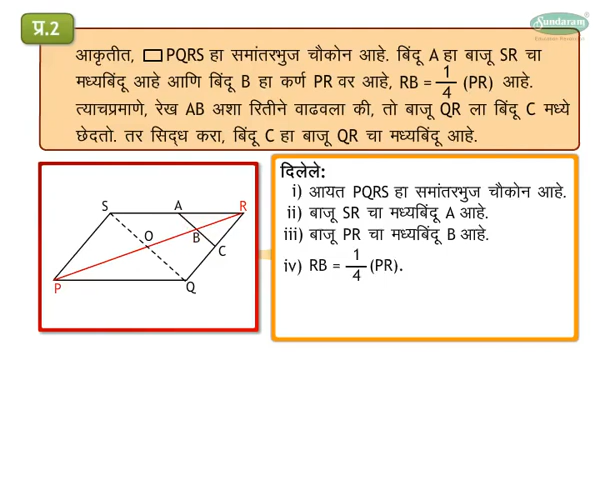 प्र.2
Sundaram
आकृतीत, ▭PQRS हा समांतरभुज चौकोन आहे. बिंदू A हा बाजू SR चा
मध्यबिंदू आहे आणि बिंदू B हा कर्ण PR वर आहे, RB = 1/4 (PR) आहे.
त्याचप्रमाणे, रेख AB अशा रितीने वाढवला की, तो बाजू QR ला बिंदू C मध्ये
छेदतो. तर सिद्ध करा, बिंदू C हा बाजू QR चा मध्यबिंदू आहे.
S A R
O B C
P Q
दिलेले:
i) आयत PQRS हा समांतरभुज चौकोन आहे.
ii) बाजू SR चा मध्यबिंदू A आहे.
iii) बाजू PR चा मध्यबिंदू B आहे.
iv) RB = 1/4 (PR).